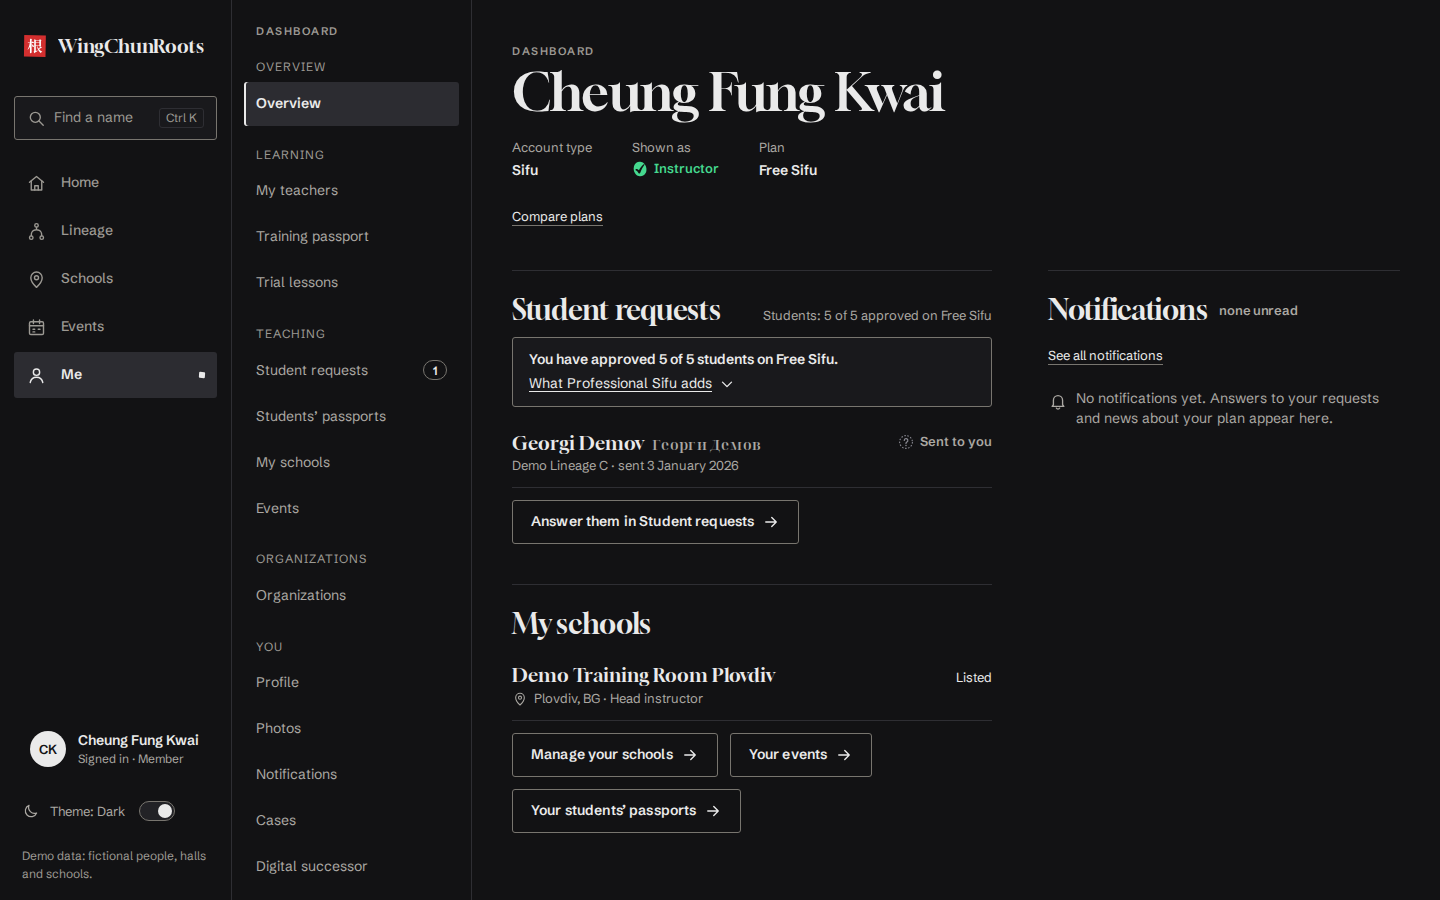 根 WingChunRoots
Find a name Ctrl K
Home
Lineage
Schools
Events
Me
CK Cheung Fung Kwai
Signed in · Member
Theme: Dark
Demo data: fictional people, halls
and schools.
DASHBOARD
OVERVIEW
Overview
LEARNING
My teachers
Training passport
Trial lessons
TEACHING
Student requests 1
Students’ passports
My schools
Events
ORGANIZATIONS
Organizations
YOU
Profile
Photos
Notifications
Cases
Digital successor
DASHBOARD
Cheung Fung Kwai
Account type Shown as Plan
Sifu Instructor Free Sifu
Compare plans
Student requests Students: 5 of 5 approved on Free Sifu
You have approved 5 of 5 students on Free Sifu.
What Professional Sifu adds
Georgi Demov Георги Демов Sent to you
Demo Lineage C · sent 3 January 2026
Answer them in Student requests
My schools
Demo Training Room Plovdiv Listed
Plovdiv, BG · Head instructor
Manage your schools Your events
Your students’ passports
Notifications none unread
See all notifications
No notifications yet. Answers to your requests
and news about your plan appear here.